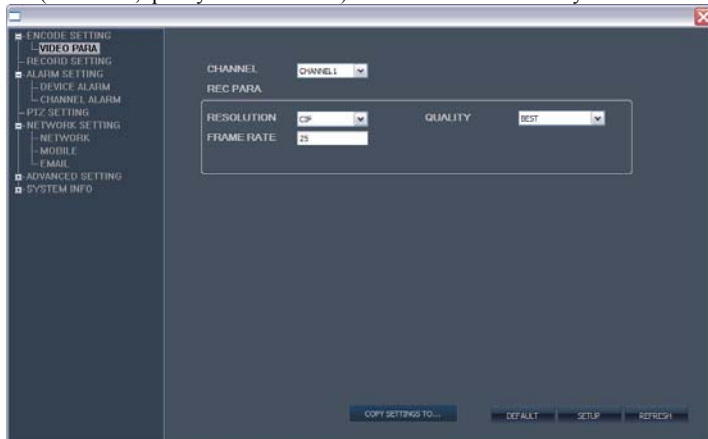 ENCODE SETTING
VIDEO PARA
RECORD SETTING
ALARM SETTING
DEVICE ALARM
CHANNEL ALARM
PTZ SETTING
NETWORK SETTING
NETWORK
MOBILE
EMAIL
ADVANCED SETTING
SYSTEM INFO
CHANNEL CHANNEL1
REC PARA
RESOLUTION CIF QUALITY BEST
FRAME RATE 25
COPY SETTINGS TO... DEFAULT SETUP REFRESH